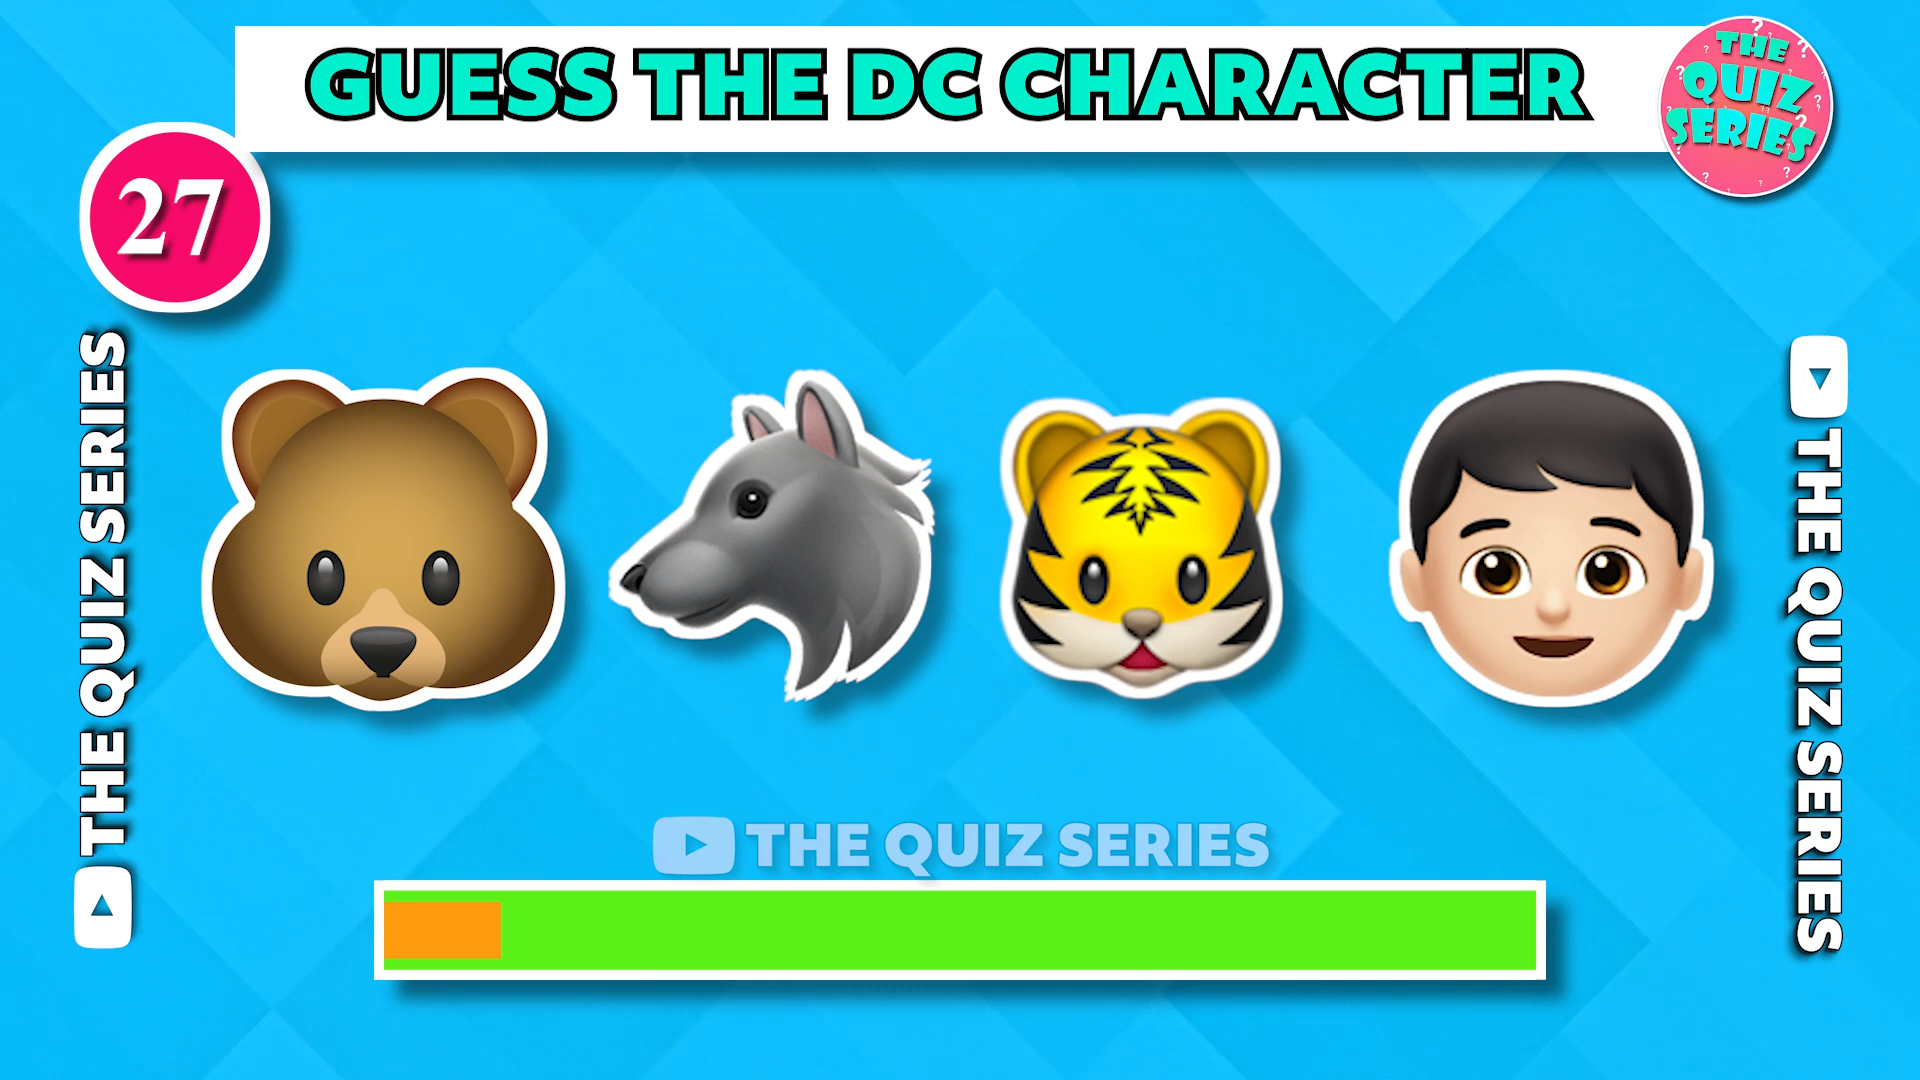 GUESS THE DC CHARACTER
THE
QUIZ
SERIES
27
THE QUIZ SERIES
THE QUIZ SERIES
THE QUIZ SERIES